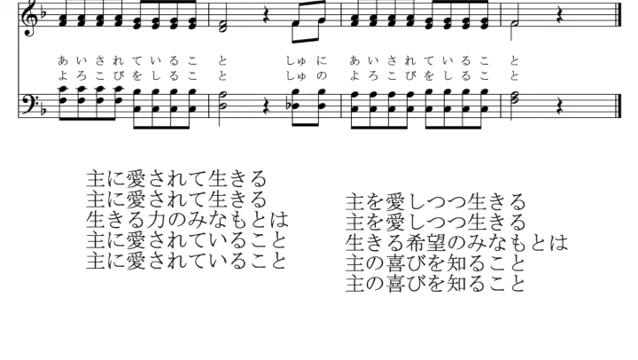 あいされているこ と しゅに あいされているこ と
よろこびをしるこ と しゅの よろこびをしるこ と
主に愛されて生きる
主に愛されて生きる
生きる力のみなもとは
主に愛されていること
主に愛されていること
主を愛しつつ生きる
主を愛しつつ生きる
生きる希望のみなもとは
主の喜びを知ること
主の喜びを知ること